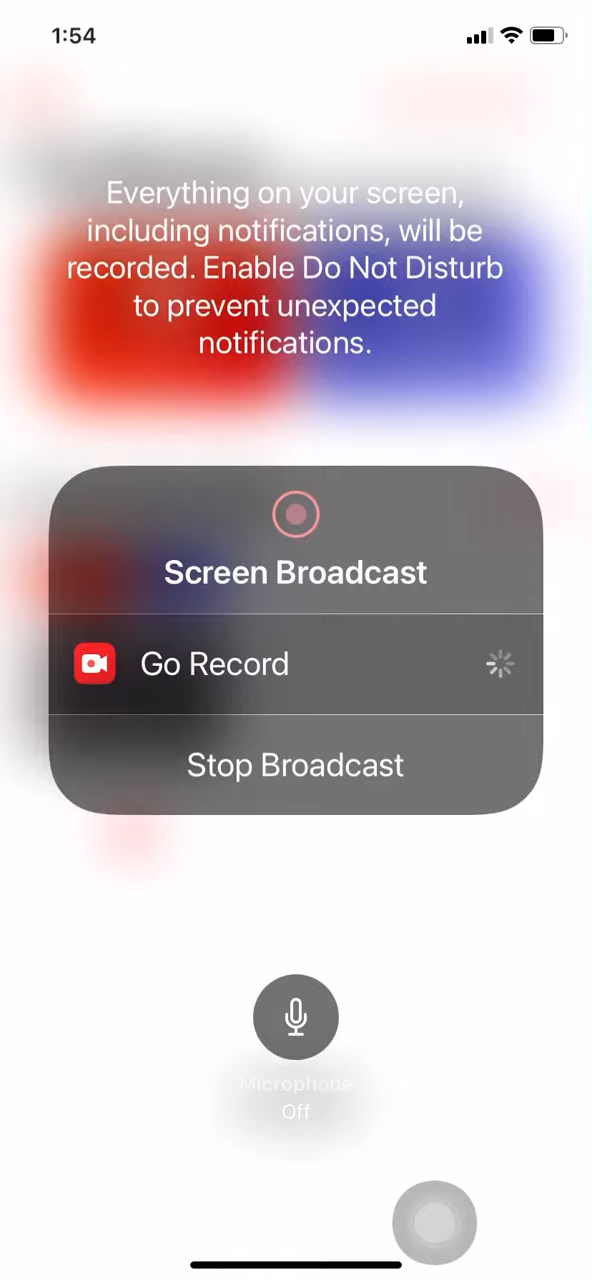 1:54
Everything on your screen,
including notifications, will be
recorded. Enable Do Not Disturb
to prevent unexpected
notifications.
Screen Broadcast
Go Record
Stop Broadcast
Microphone
Off